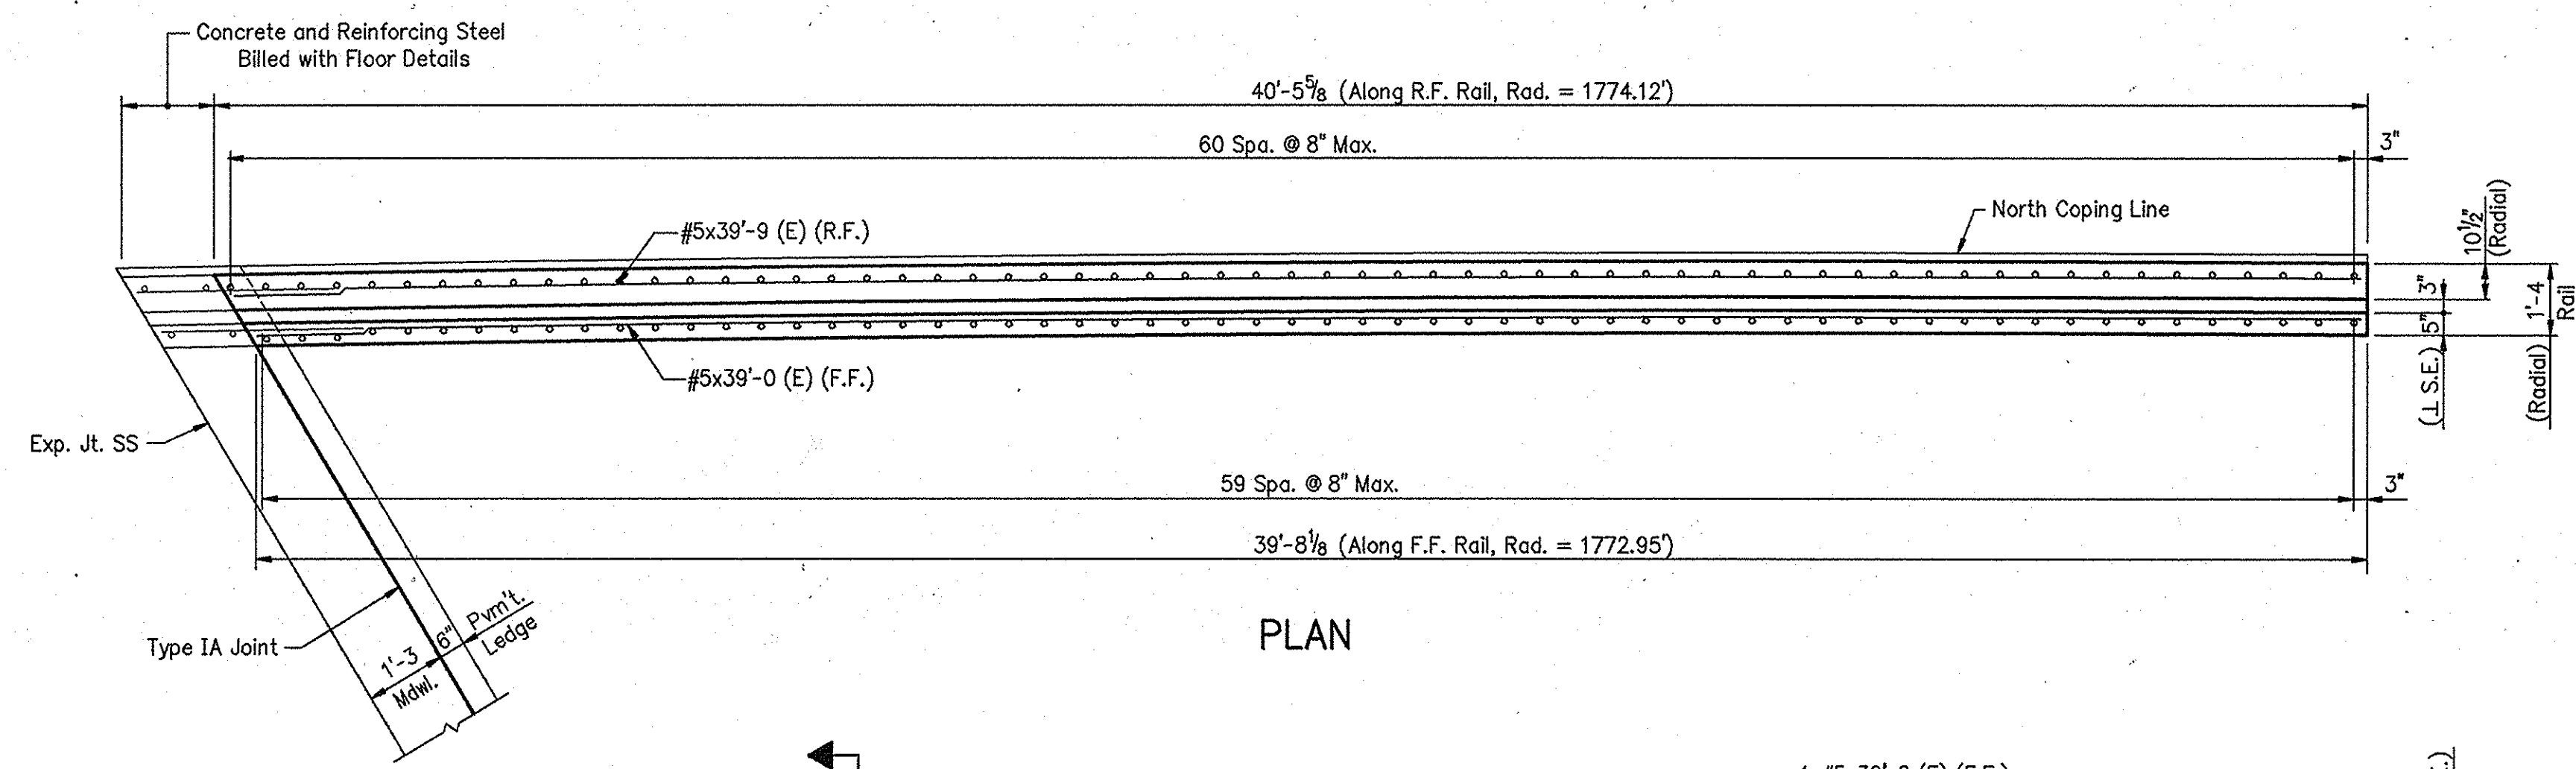 Concrete and Reinforcing Steel
Billed with Floor Details
40'-5⅝ (Along R.F. Rail, Rad. = 1774.12')
60 Spa. @ 8" Max.
3"
North Coping Line
10½"
(Radial)
#5x39'-9 (E) (R.F.)
3"
5"
(⊥ S.E.)
1'-4
Rail
(Radial)
#5x39'-0 (E) (F.F.)
Exp. Jt. SS
59 Spa. @ 8" Max.
3"
39'-8⅛ (Along F.F. Rail, Rad. = 1772.95')
Type IA Joint
1'-3
Mdwl.
6"
Pvm't.
Ledge
PLAN